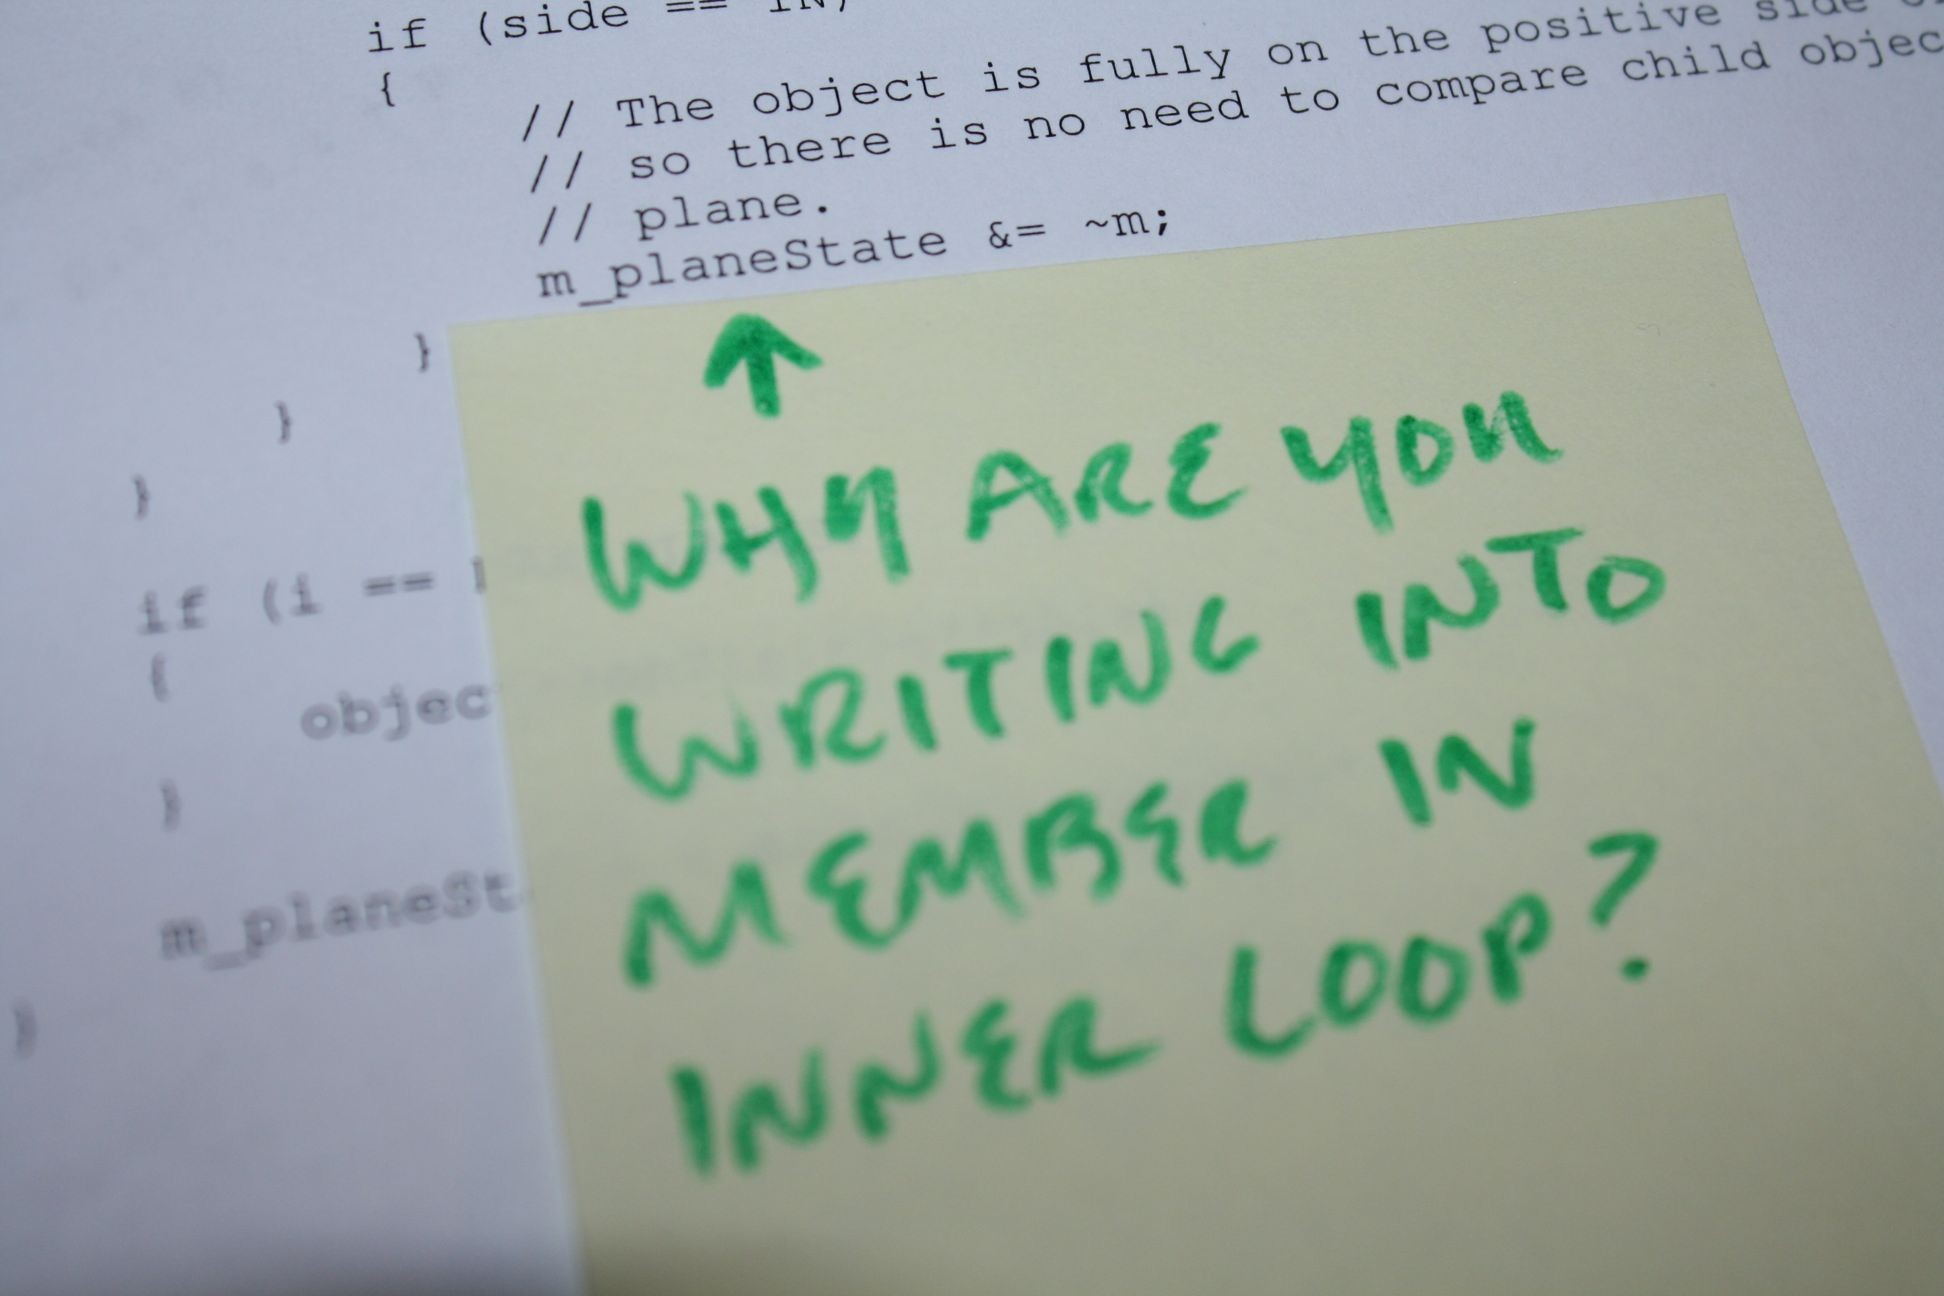 if (side == IN)
{
// The object is fully on the positive side
// so there is no need to compare child objec
// plane.
m_planeState &= ~m;
}
}
}
if (i ==
{
objec
}
m_planeSt
}
↑
WHY ARE YOU
WRITING INTO
MEMBER IN
INNER LOOP?